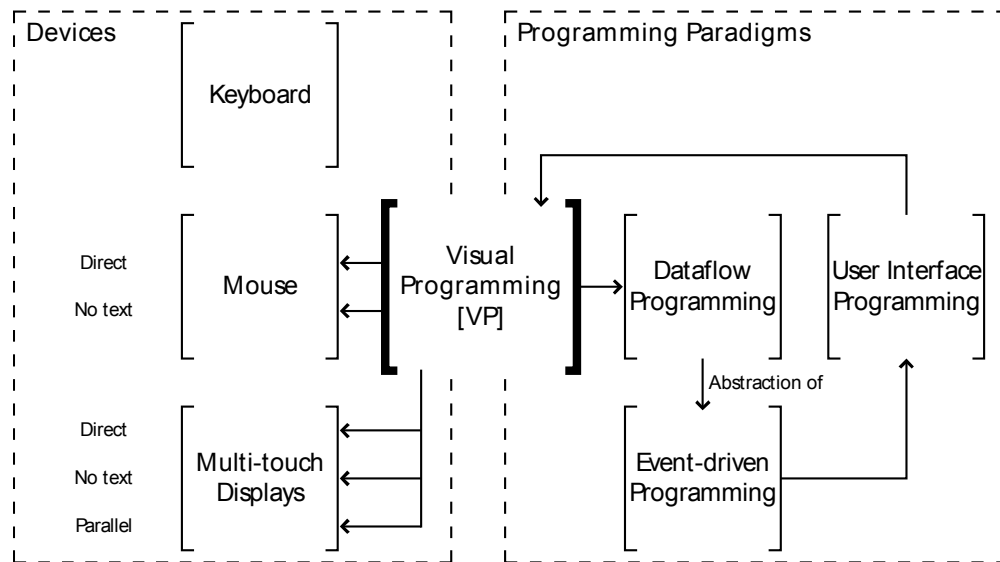 Devices
Programming Paradigms
Keyboard
Direct
No text
Mouse
Visual
Programming
[VP]
Dataflow
Programming
User Interface
Programming
Abstraction of
Direct
No text
Parallel
Multi-touch
Displays
Event-driven
Programming